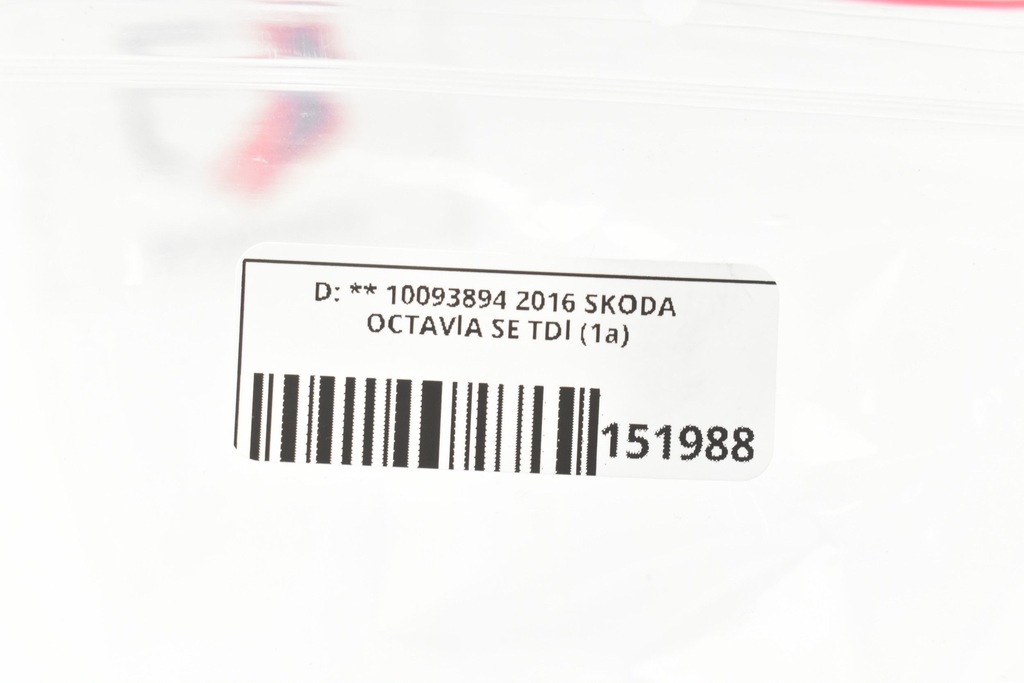 D: ** 10093894 2016 SKODA
OCTAVIA SE TDI (1a)
151988